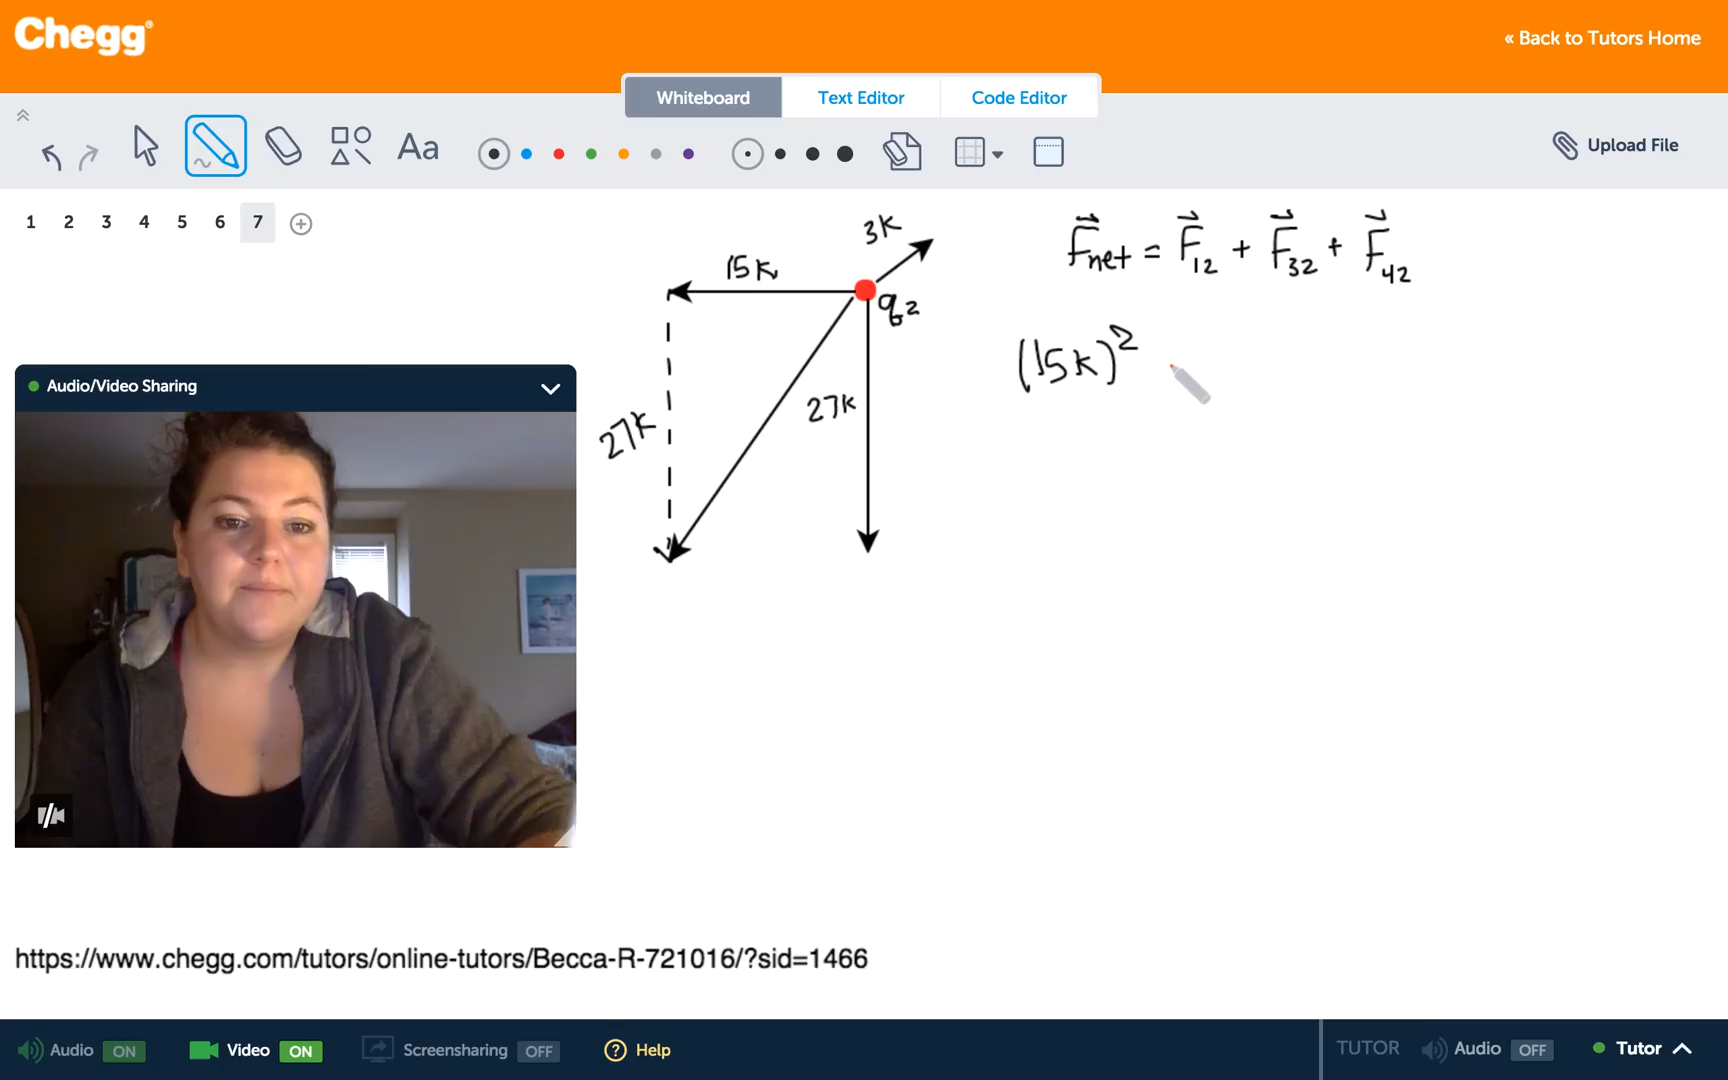 Chegg
« Back to Tutors Home
Whiteboard Text Editor Code Editor
Aa
Upload File
1 2 3 4 5 6 7
3k
15k
q2
27k
27k
F⃗net = F⃗12 + F⃗32 + F⃗42
(15k)²
Audio/Video Sharing
https://www.chegg.com/tutors/online-tutors/Becca-R-721016/?sid=1466
Audio ON Video ON Screensharing OFF ? Help TUTOR Audio OFF Tutor